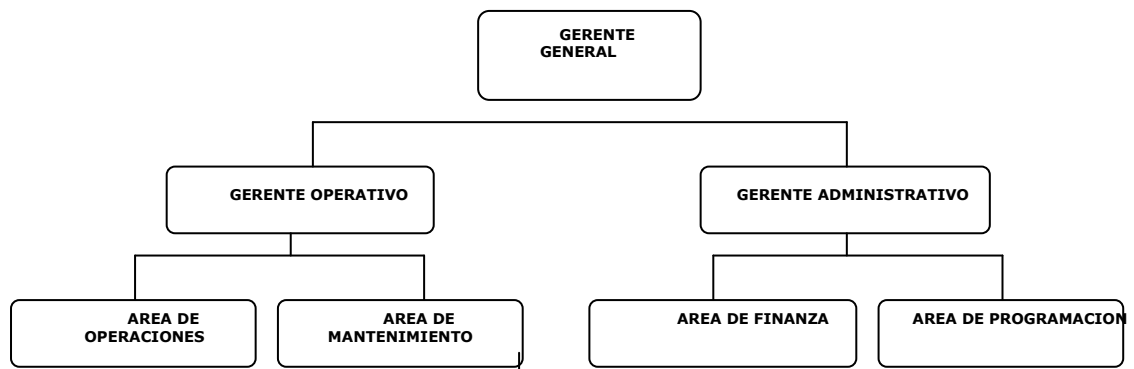 GERENTE
GENERAL
GERENTE OPERATIVO
GERENTE ADMINISTRATIVO
AREA DE
OPERACIONES
AREA DE
MANTENIMIENTO
AREA DE FINANZA
AREA DE PROGRAMACION